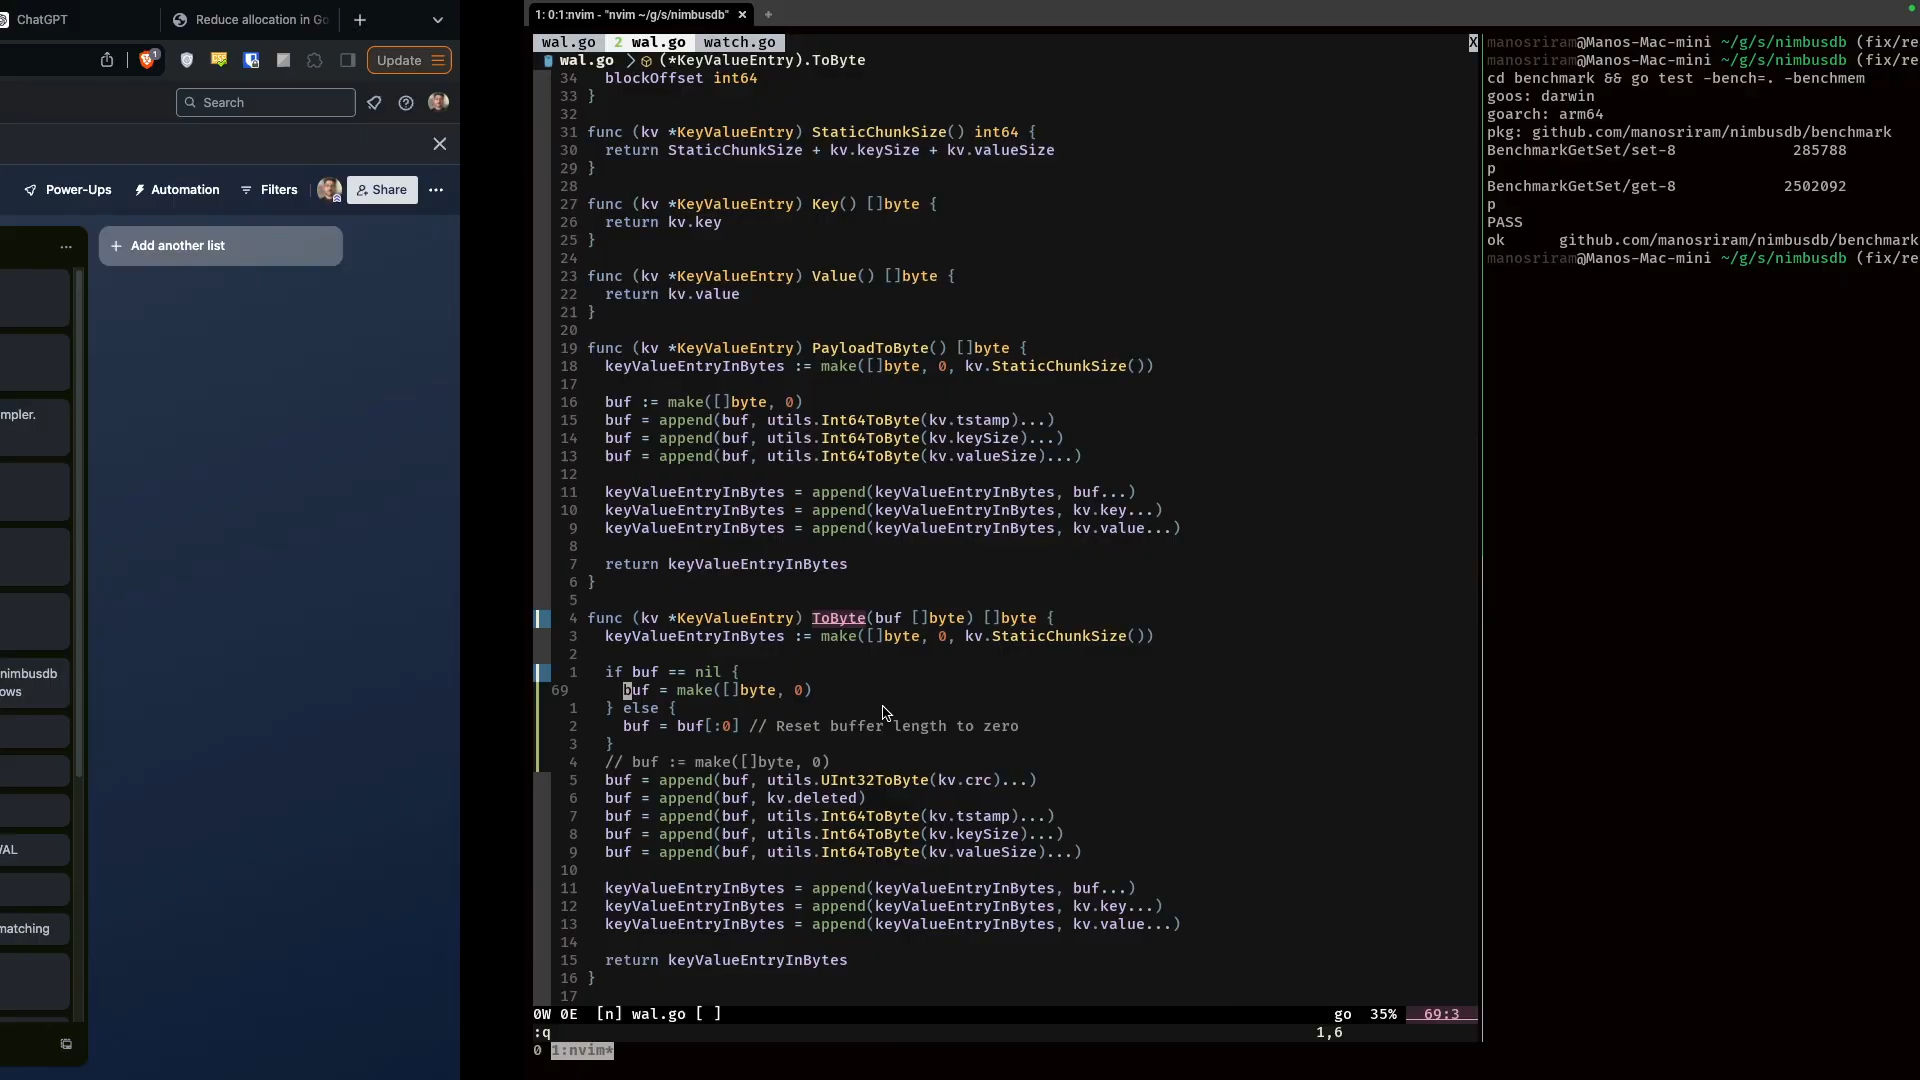 ChatGPT
Reduce allocation in Go
Update
Search
Power-Ups
Automation
Filters
Share
Add another list
mpler.
nimbusdb
ows
WAL
matching
1: 0:1:nvim - "nvim ~/g/s/nimbusdb"
wal.go 2 wal.go watch.go X
wal.go > (*KeyValueEntry).ToByte
34 blockOffset int64
33 }
32
31 func (kv *KeyValueEntry) StaticChunkSize() int64 {
30 return StaticChunkSize + kv.keySize + kv.valueSize
29 }
28
27 func (kv *KeyValueEntry) Key() []byte {
26 return kv.key
25 }
24
23 func (kv *KeyValueEntry) Value() []byte {
22 return kv.value
21 }
20
19 func (kv *KeyValueEntry) PayloadToByte() []byte {
18 keyValueEntryInBytes := make([]byte, 0, kv.StaticChunkSize())
17
16 buf := make([]byte, 0)
15 buf = append(buf, utils.Int64ToByte(kv.tstamp)...)
14 buf = append(buf, utils.Int64ToByte(kv.keySize)...)
13 buf = append(buf, utils.Int64ToByte(kv.valueSize)...)
12
11 keyValueEntryInBytes = append(keyValueEntryInBytes, buf...)
10 keyValueEntryInBytes = append(keyValueEntryInBytes, kv.key...)
9 keyValueEntryInBytes = append(keyValueEntryInBytes, kv.value...)
8
7 return keyValueEntryInBytes
6 }
5
4 func (kv *KeyValueEntry) ToByte(buf []byte) []byte {
3 keyValueEntryInBytes := make([]byte, 0, kv.StaticChunkSize())
2
1 if buf == nil {
69 buf = make([]byte, 0)
1 } else {
2 buf = buf[:0] // Reset buffer length to zero
3 }
4 // buf := make([]byte, 0)
5 buf = append(buf, utils.UInt32ToByte(kv.crc)...)
6 buf = append(buf, kv.deleted)
7 buf = append(buf, utils.Int64ToByte(kv.tstamp)...)
8 buf = append(buf, utils.Int64ToByte(kv.keySize)...)
9 buf = append(buf, utils.Int64ToByte(kv.valueSize)...)
10
11 keyValueEntryInBytes = append(keyValueEntryInBytes, buf...)
12 keyValueEntryInBytes = append(keyValueEntryInBytes, kv.key...)
13 keyValueEntryInBytes = append(keyValueEntryInBytes, kv.value...)
14
15 return keyValueEntryInBytes
16 }
17
0W 0E [n] wal.go [ ] go 35% 69:3
:q 1,6
0 1:nvim*
manosriram@Manos-Mac-mini ~/g/s/nimbusdb (fix/re
manosriram@Manos-Mac-mini ~/g/s/nimbusdb (fix/re
cd benchmark && go test -bench=. -benchmem
goos: darwin
goarch: arm64
pkg: github.com/manosriram/nimbusdb/benchmark
BenchmarkGetSet/set-8 285788
p
BenchmarkGetSet/get-8 2502092
p
PASS
ok github.com/manosriram/nimbusdb/benchmark
manosriram@Manos-Mac-mini ~/g/s/nimbusdb (fix/re